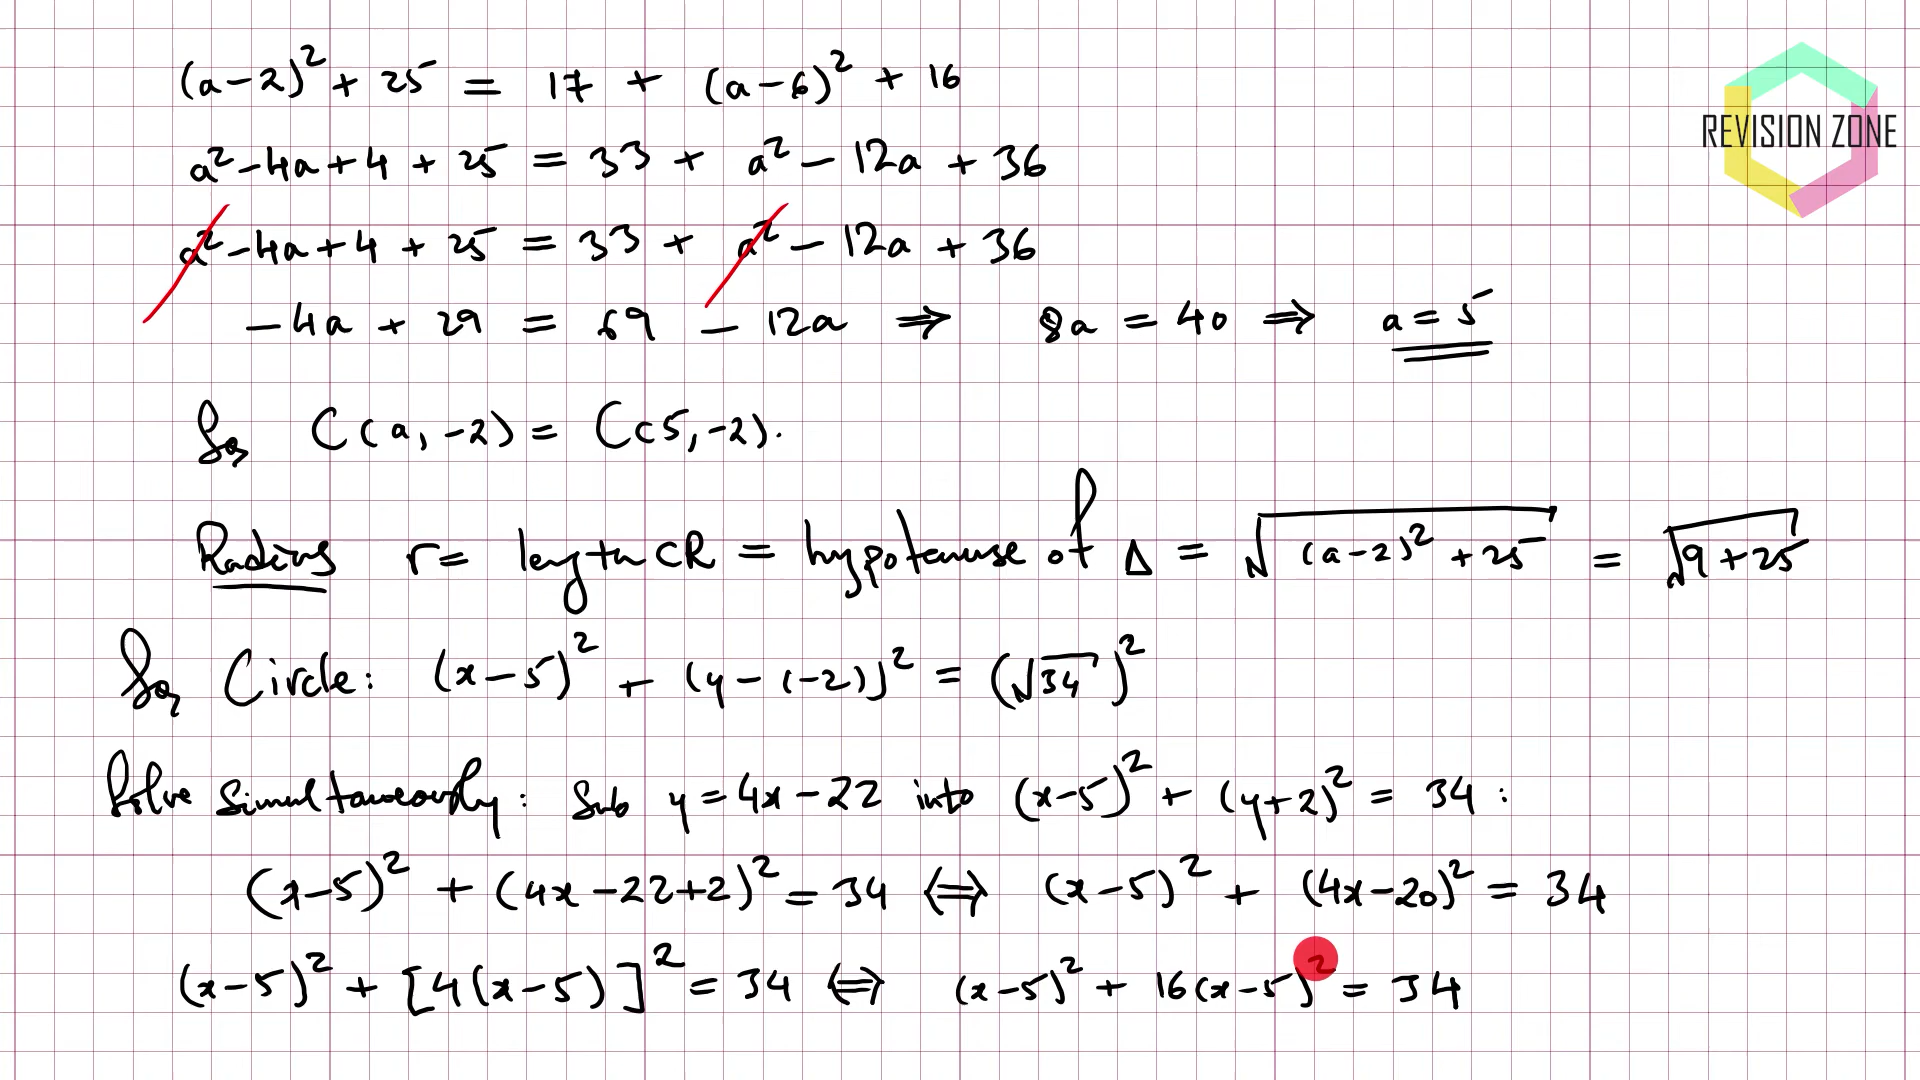 (a-2)² + 25 = 17 + (a-6)² + 16
REVISION ZONE
a² - 4a + 4 + 25 = 33 + a² - 12a + 36
a² - 4a + 4 + 25 = 33 + a² - 12a + 36
-4a + 29 = 69 - 12a ⇒ 8a = 40 ⇒ a = 5
So, C(a, -2) = C(5, -2).
Radius r = length CR = hypotenuse of Δ = √((a-2)² + 25) = √(9 + 25)
So, Circle: (x-5)² + (y-(-2))² = (√34)²
Solve Simultaneously: Sub y = 4x - 22 into (x-5)² + (y+2)² = 34 :
(x-5)² + (4x - 22 + 2)² = 34 ⇔ (x-5)² + (4x-20)² = 34
(x-5)² + [4(x-5)]² = 34 ⇔ (x-5)² + 16(x-5)² = 34